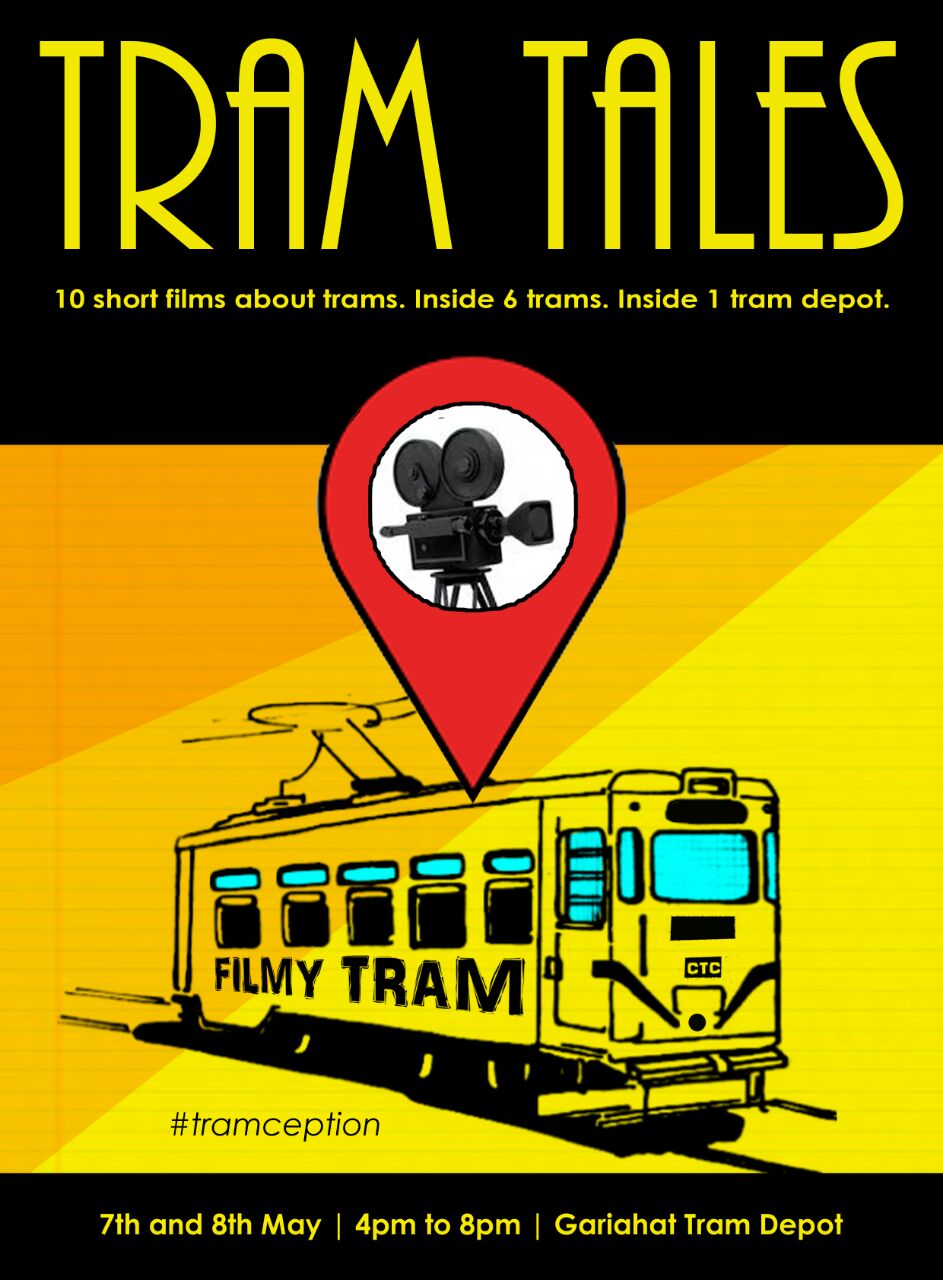 TRAM TALES
10 short films about trams. Inside 6 trams. Inside 1 tram depot.
FILMY TRAM
CTC
#tramception
7th and 8th May | 4pm to 8pm | Gariahat Tram Depot